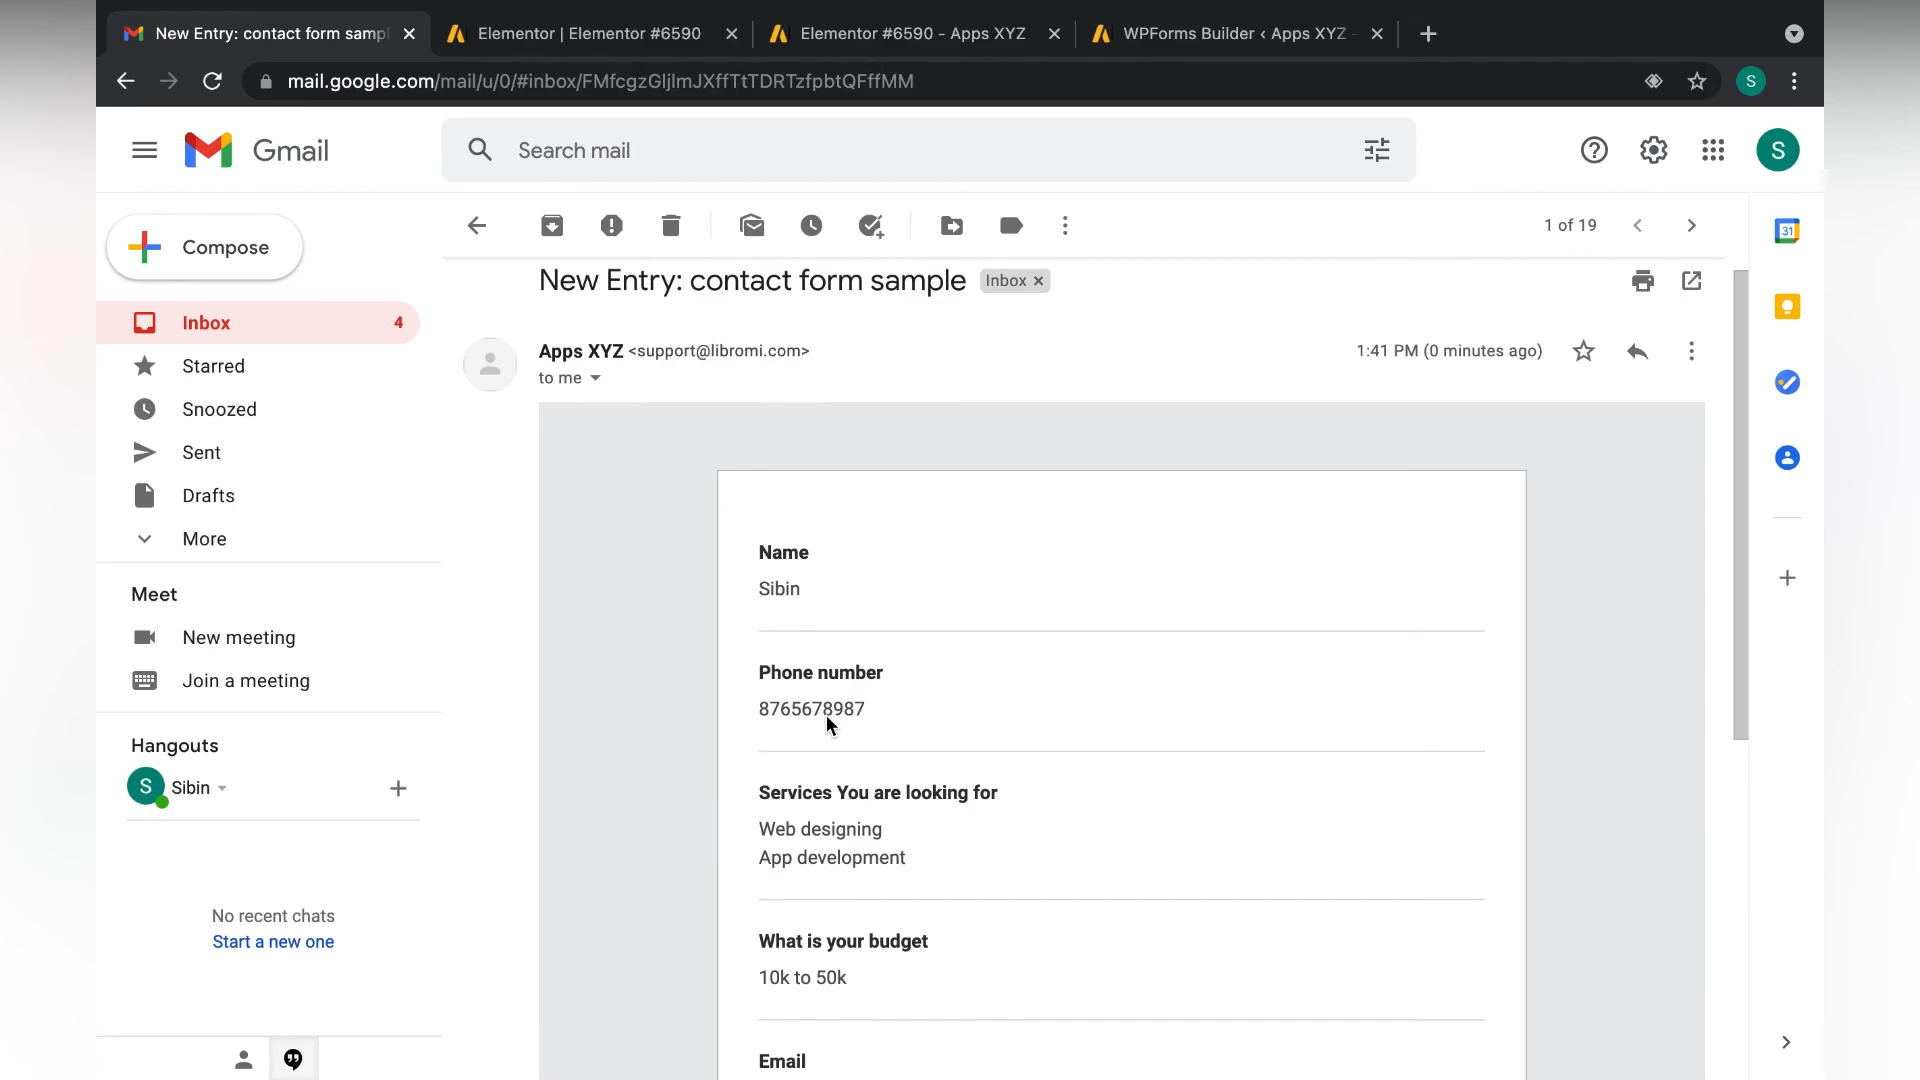 New Entry: contact form samp
Elementor | Elementor #6590
Elementor #6590 - Apps XYZ
WPForms Builder ‹ Apps XYZ -
mail.google.com/mail/u/0/#inbox/FMfcgzGljlmJXffTtTDRTzfpbtQFffMM
S
Gmail
Search mail
S
Compose
1 of 19
31
New Entry: contact form sample
Inbox
Inbox
4
Apps XYZ <support@libromi.com>
1:41 PM (0 minutes ago)
to me
Starred
Snoozed
Sent
Drafts
More
Meet
New meeting
Join a meeting
Hangouts
S
Sibin
No recent chats
Start a new one
Name
Sibin
Phone number
8765678987
Services You are looking for
Web designing
App development
What is your budget
10k to 50k
Email